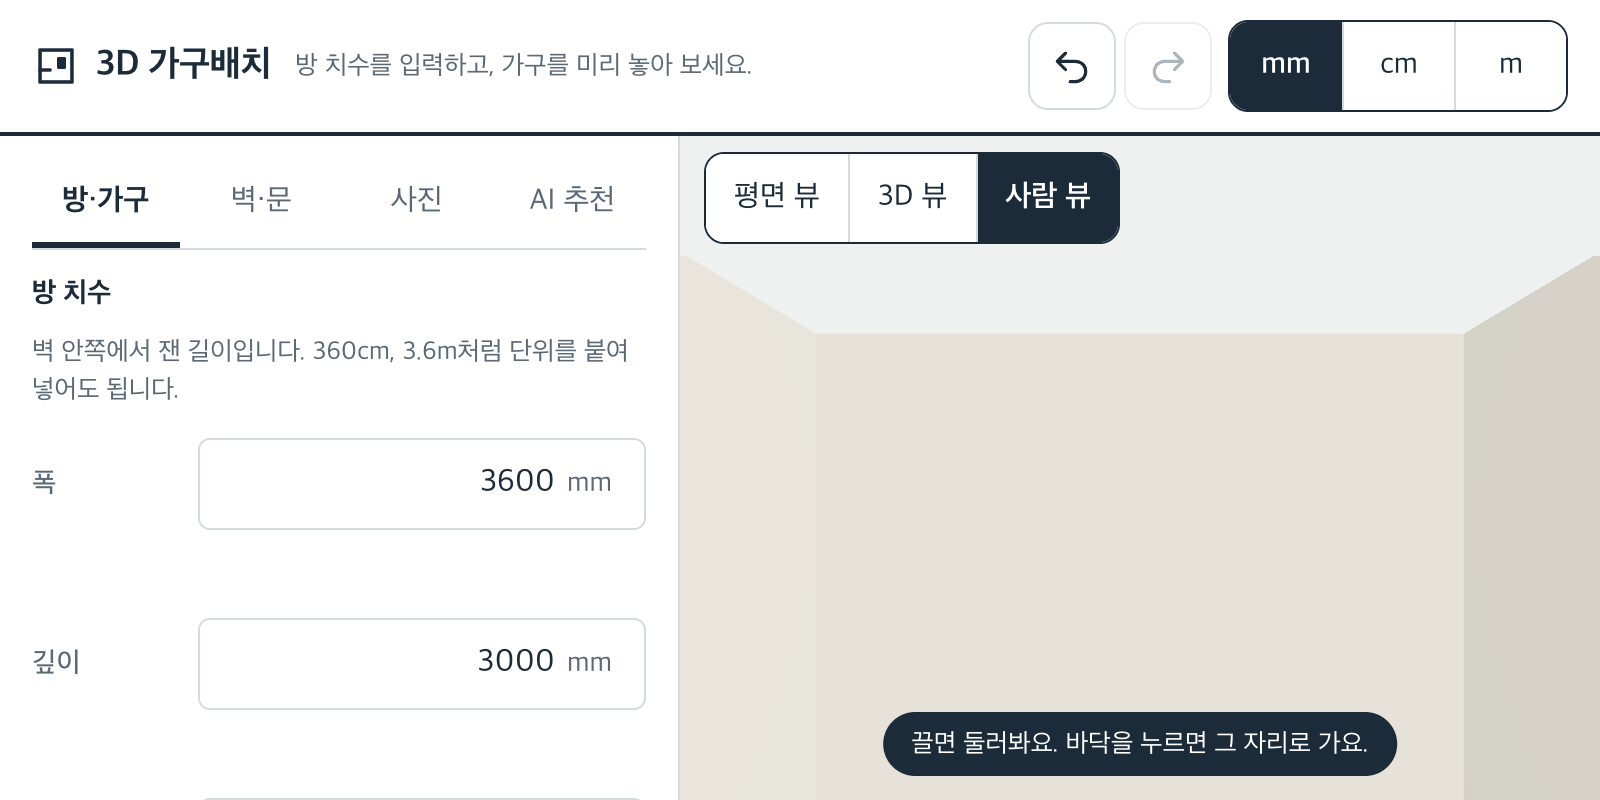 3D 가구배치
방 치수를 입력하고, 가구를 미리 놓아 보세요.
mm
cm
m
방·가구
벽·문
사진
AI 추천
평면 뷰
3D 뷰
사람 뷰
방 치수
벽 안쪽에서 잰 길이입니다. 360cm, 3.6m처럼 단위를 붙여
넣어도 됩니다.
폭
3600 mm
깊이
3000 mm
끌면 둘러봐요. 바닥을 누르면 그 자리로 가요.